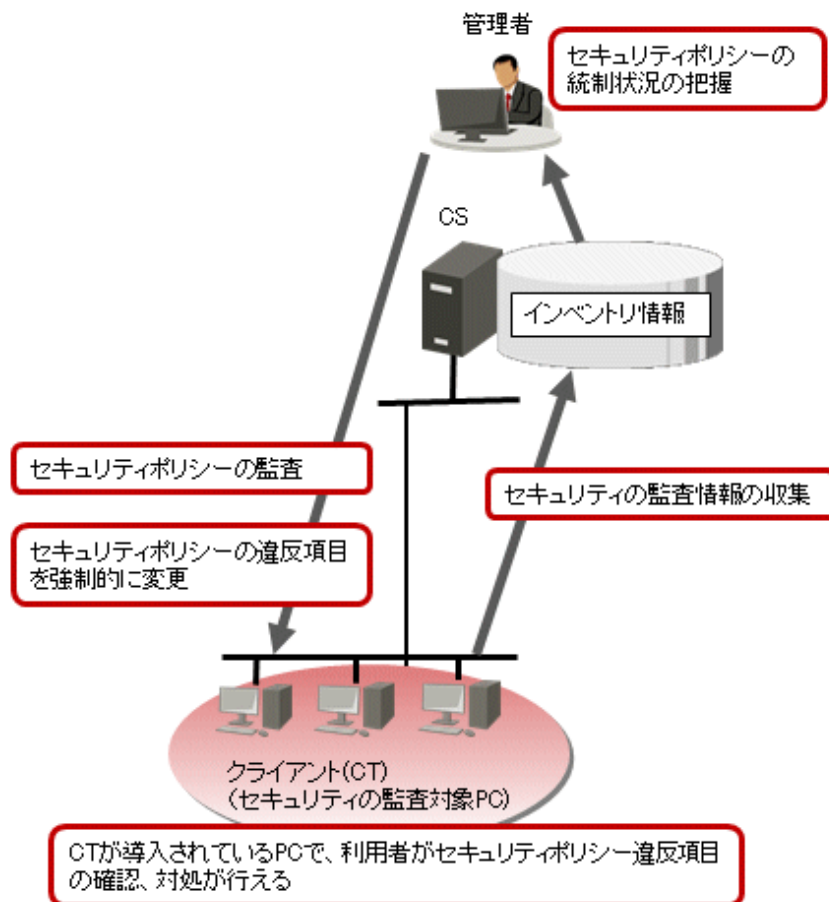 管理者
セキュリティポリシーの
統制状況の把握
CS
インベントリ情報
セキュリティポリシーの監査
セキュリティの監査情報の収集
セキュリティポリシーの違反項目
を強制的に変更
クライアント(CT)
(セキュリティの監査対象PC)
CTが導入されているPCで、利用者がセキュリティポリシー違反項目
の確認、対処が行える